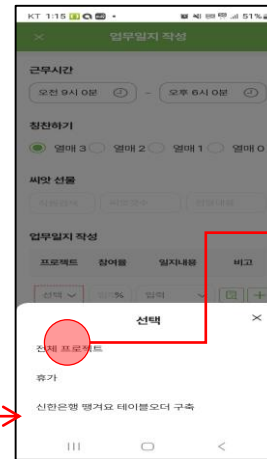 KT 1:15 51%
× 업무일지 작성
근무시간
오전 9시 0분 - 오후 6시 0분
칭찬하기
열매 3 열매 2 열매 1 열매 0
씨앗 선물
업무일지 작성
프로젝트 참여율 일지내용 비고
선택 % 입력
선택 ×
전체 프로젝트
휴가
신한은행 땡겨요 테이블오더 구축